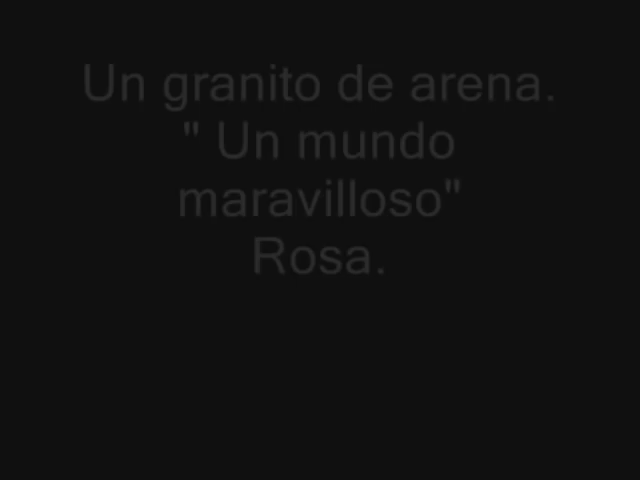 Un granito de arena.
" Un mundo
maravilloso"
Rosa.